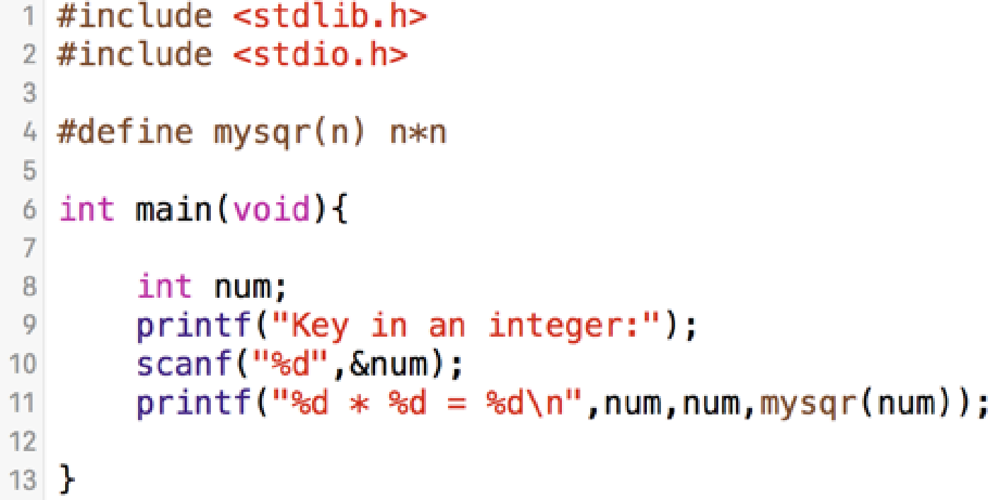 1 #include <stdlib.h>
2 #include <stdio.h>
3
4 #define mysqr(n) n*n
5
6 int main(void){
7
8     int num;
9     printf("Key in an integer:");
10     scanf("%d",&num);
11     printf("%d * %d = %d\n",num,num,mysqr(num));
12
13 }